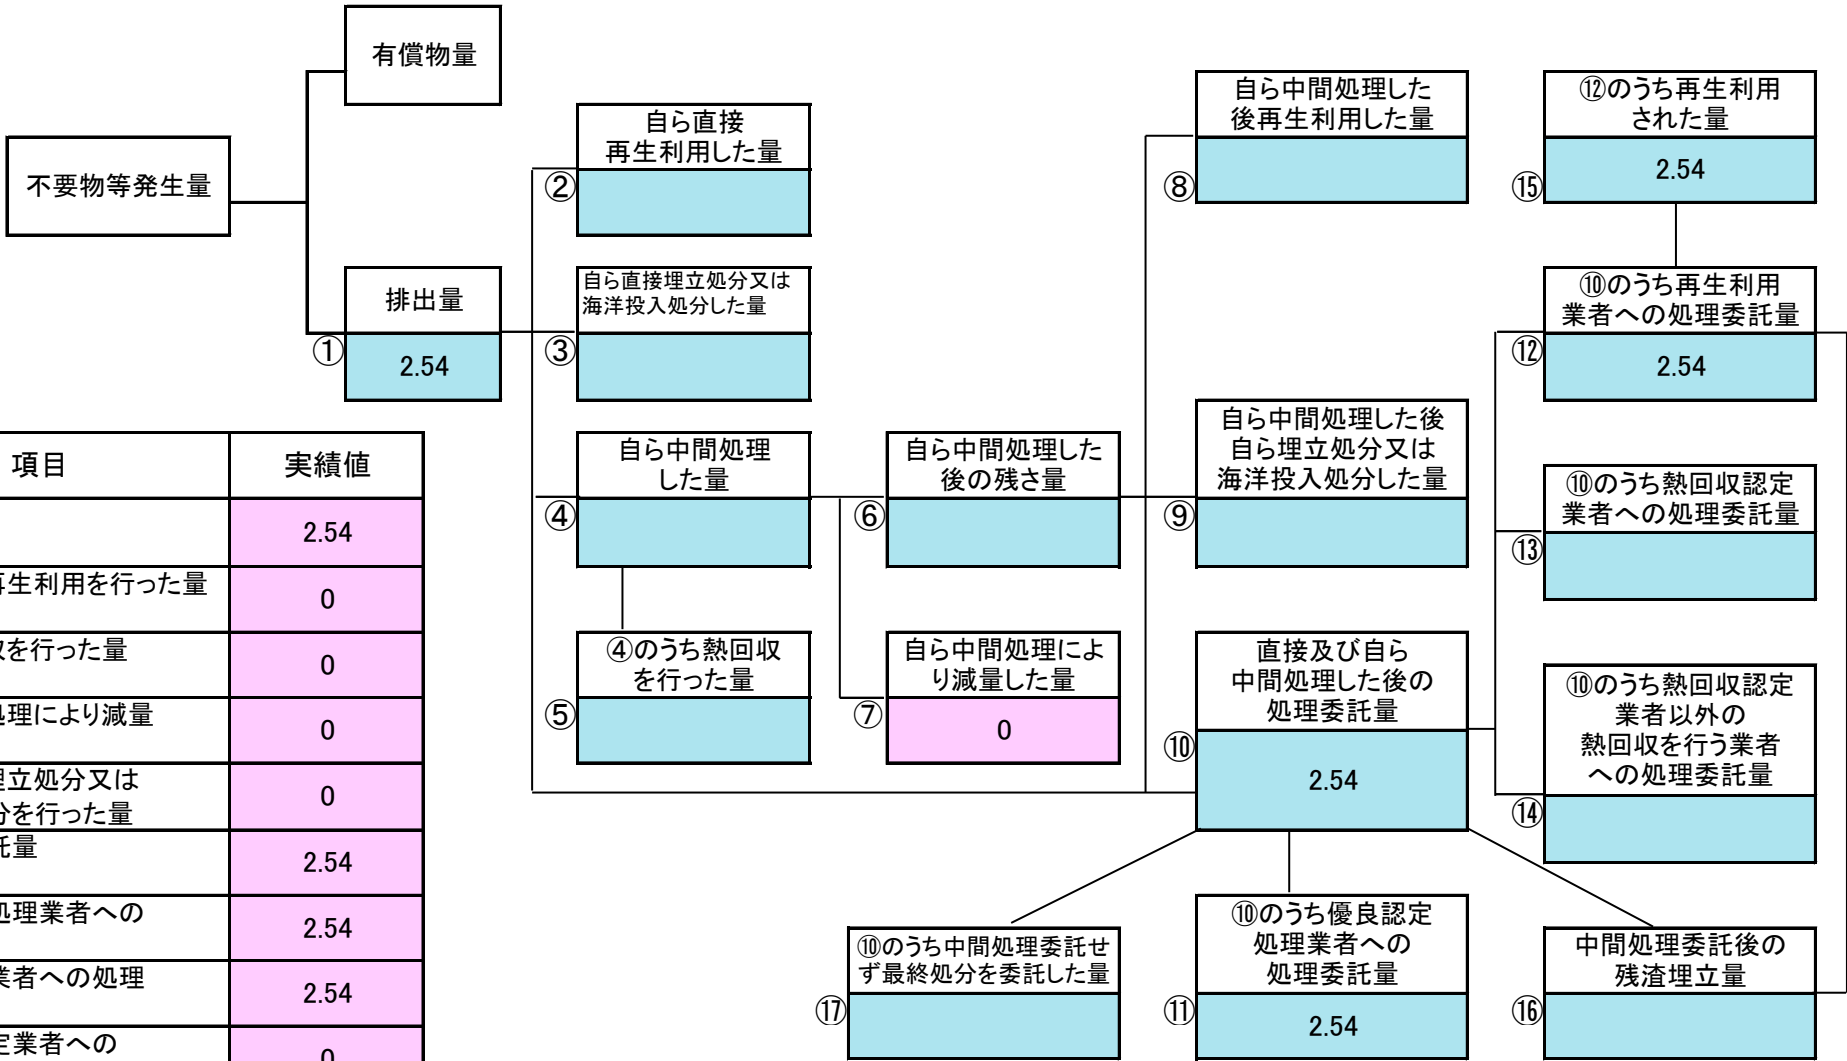 有償物量
不要物等発生量
排出量
①
2.54
自ら直接
再生利用した量
②
自ら直接埋立処分又は
海洋投入処分した量
③
自ら中間処理
した量
④
④のうち熱回収
を行った量
⑤
自ら中間処理した
後の残さ量
⑥
自ら中間処理によ
り減量した量
⑦
0
自ら中間処理した
後再生利用した量
⑧
自ら中間処理した後
自ら埋立処分又は
海洋投入処分した量
⑨
直接及び自ら
中間処理した後の
処理委託量
⑩
2.54
⑫のうち再生利用
された量
⑮
2.54
⑩のうち再生利用
業者への処理委託量
⑫
2.54
⑩のうち熱回収認定
業者への処理委託量
⑬
⑩のうち熱回収認定
業者以外の
熱回収を行う業者
への処理委託量
⑭
⑩のうち中間処理委託せ
ず最終処分を委託した量
⑰
⑩のうち優良認定
処理業者への
処理委託量
⑪
2.54
中間処理委託後の
残渣埋立量
⑯
項目 実績値
2.54
再生利用を行った量
0
を行った量
0
処理により減量
0
埋立処分又は
分を行った量
0
託量
2.54
処理業者への
2.54
業者への処理
2.54
定業者への
0